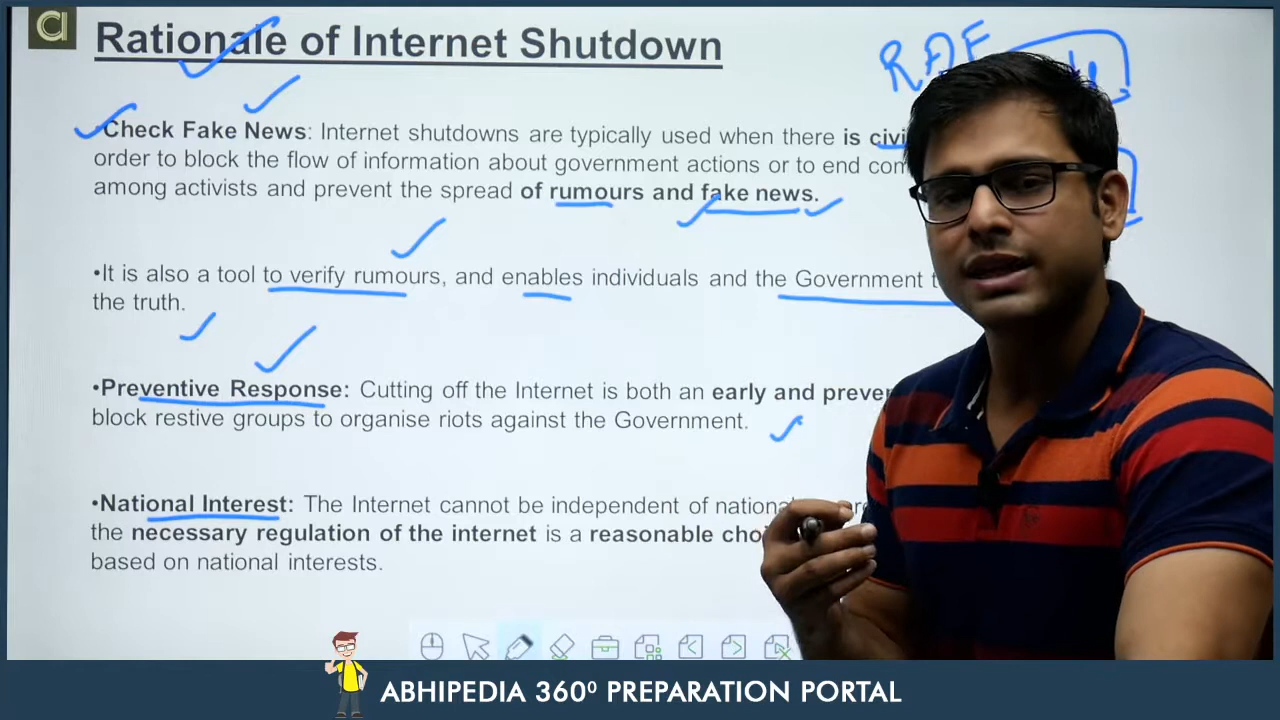 Rationale of Internet Shutdown
RAF
•Check Fake News: Internet shutdowns are typically used when there is
order to block the flow of information about government actions or to end
among activists and prevent the spread of rumours and fake news.
•It is also a tool to verify rumours, and enables individuals and the Government
the truth.
•Preventive Response: Cutting off the Internet is both an early and
block restive groups to organise riots against the Government.
•National Interest: The Internet cannot be independent of
the necessary regulation of the internet is a reasonable
based on national interests.
ABHIPEDIA 360⁰ PREPARATION PORTAL